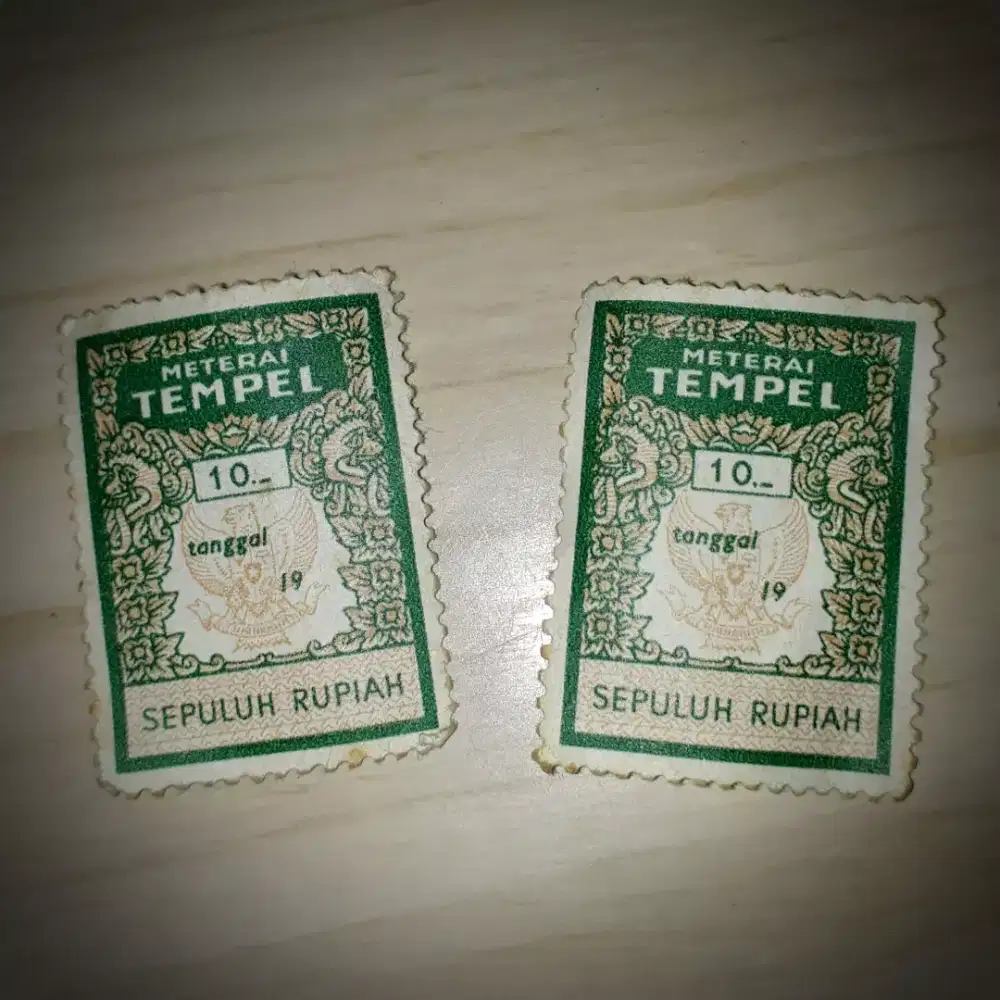 METERAI
TEMPEL
10.-
tanggal
19
SEPULUH RUPIAH
METERAI
TEMPEL
10.-
tanggal
19
SEPULUH RUPIAH